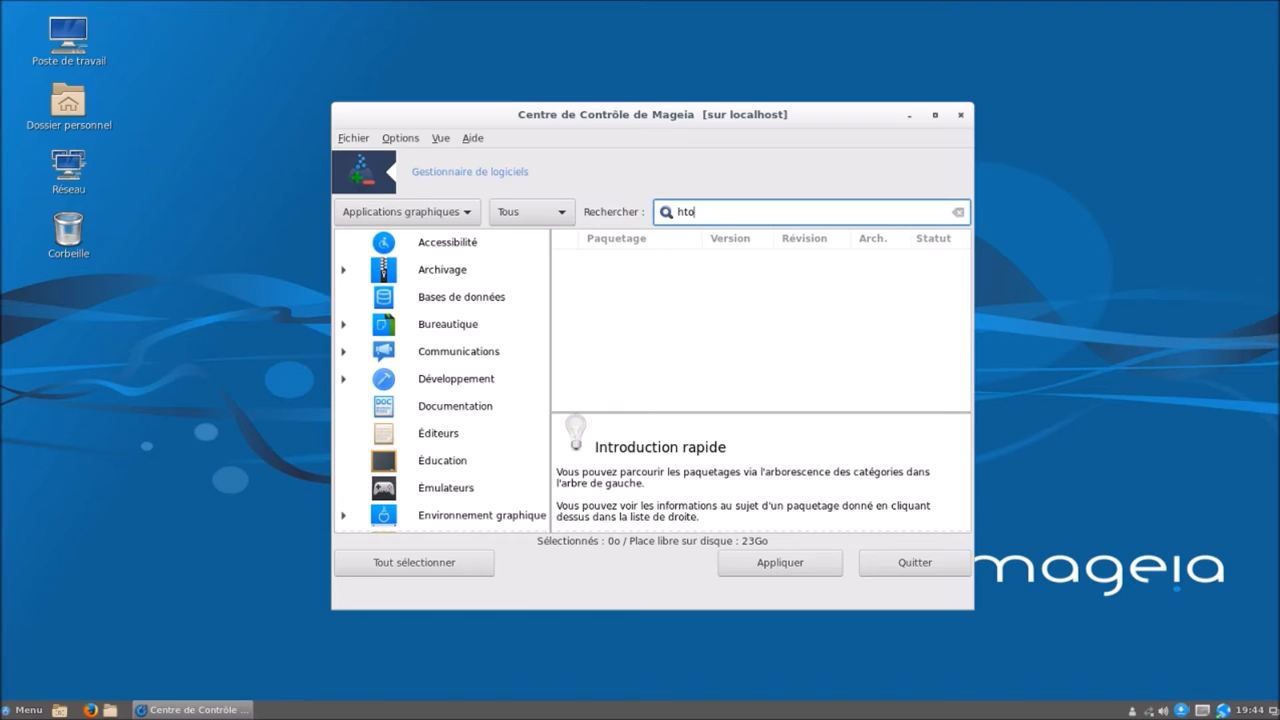 Poste de travail
Dossier personnel
Réseau
Corbeille
Centre de Contrôle de Mageia [sur localhost]
Fichier Options Vue Aide
Gestionnaire de logiciels
Applications graphiques Tous Rechercher : hto
Paquetage Version Révision Arch. Statut
Accessibilité
Archivage
Bases de données
Bureautique
Communications
Développement
DOC Documentation
Éditeurs
Éducation
Émulateurs
Environnement graphique
Introduction rapide
Vous pouvez parcourir les paquetages via l'arborescence des catégories dans
l'arbre de gauche.
Vous pouvez voir les informations au sujet d'un paquetage donné en cliquant
dessus dans la liste de droite.
Sélectionnés : 0o / Place libre sur disque : 23Go
Tout sélectionner Appliquer Quitter
mageia
Menu Centre de Contrôle ... 19:44